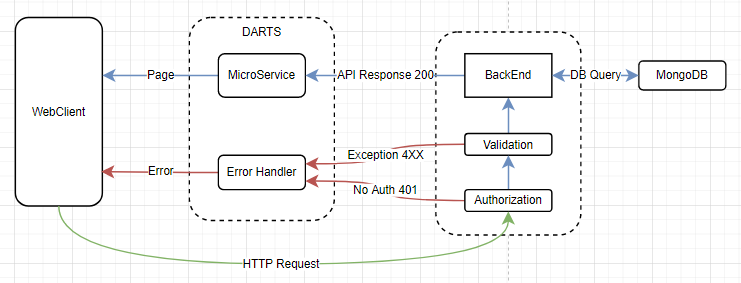 DARTS
Page
MicroService
API Response 200
BackEnd
DB Query
MongoDB
WebClient
Validation
Exception 4XX
Error
Error Handler
No Auth 401
Authorization
HTTP Request